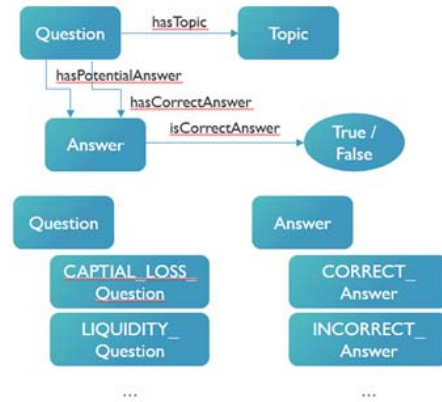 Question
hasTopic
Topic
hasPotentialAnswer
hasCorrectAnswer
Answer
isCorrectAnswer
True /
False
Question
Answer
CAPTIAL_LOSS_
Question
CORRECT_
Answer
LIQUIDITY_
Question
INCORRECT_
Answer
...
...